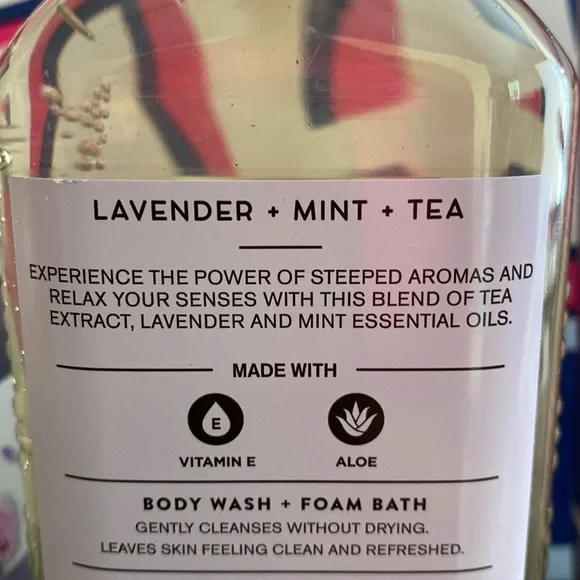 LAVENDER + MINT + TEA
EXPERIENCE THE POWER OF STEEPED AROMAS AND
RELAX YOUR SENSES WITH THIS BLEND OF TEA
EXTRACT, LAVENDER AND MINT ESSENTIAL OILS.
MADE WITH
E
VITAMIN E ALOE
BODY WASH + FOAM BATH
GENTLY CLEANSES WITHOUT DRYING.
LEAVES SKIN FEELING CLEAN AND REFRESHED.